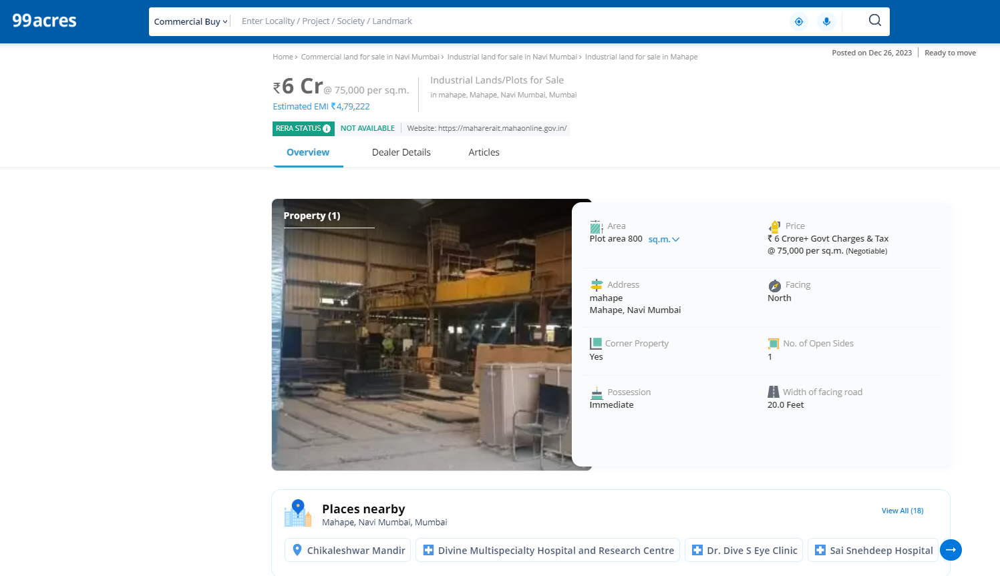 99acres
Commercial Buy
Enter Locality / Project / Society / Landmark
Home › Commercial land for sale in Navi Mumbai › Industrial land for sale in Navi Mumbai › Industrial land for sale in Mahape
Posted on Dec 26, 2023
Ready to move
₹6 Cr @ 75,000 per sq.m.
Estimated EMI ₹4,79,222
Industrial Lands/Plots for Sale
in mahape, Mahape, Navi Mumbai, Mumbai
RERA STATUS i NOT AVAILABLE Website: https://maharerait.mahaonline.gov.in/
Overview
Dealer Details
Articles
Property (1)
Area
Plot area 800 sq.m.
Price
₹ 6 Crore+ Govt Charges & Tax
@ 75,000 per sq.m. (Negotiable)
Address
mahape
Mahape, Navi Mumbai
Facing
North
Corner Property
Yes
No. of Open Sides
1
Possession
Immediate
Width of facing road
20.0 Feet
Places nearby
Mahape, Navi Mumbai, Mumbai
View All (18)
Chikaleshwar Mandir
Divine Multispecialty Hospital and Research Centre
Dr. Dive S Eye Clinic
Sai Snehdeep Hospital